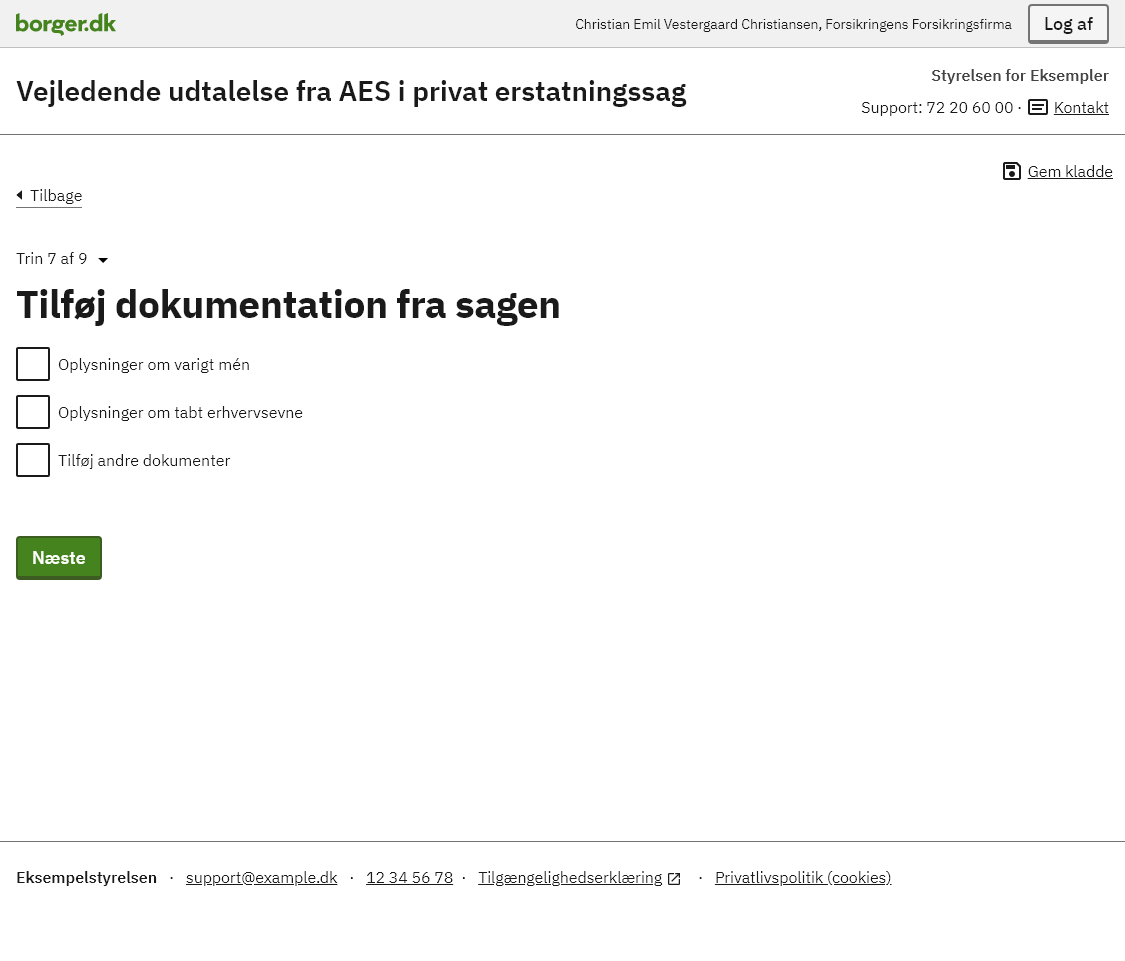 borger.dk
Christian Emil Vestergaard Christiansen, Forsikringens Forsikringsfirma
Log af
Vejledende udtalelse fra AES i privat erstatningssag
Styrelsen for Eksempler
Support: 72 20 60 00 · Kontakt
Gem kladde
Tilbage
Trin 7 af 9
Tilføj dokumentation fra sagen
Oplysninger om varigt mén
Oplysninger om tabt erhvervsevne
Tilføj andre dokumenter
Næste
Eksempelstyrelsen · support@example.dk · 12 34 56 78 · Tilgængelighedserklæring · Privatlivspolitik (cookies)